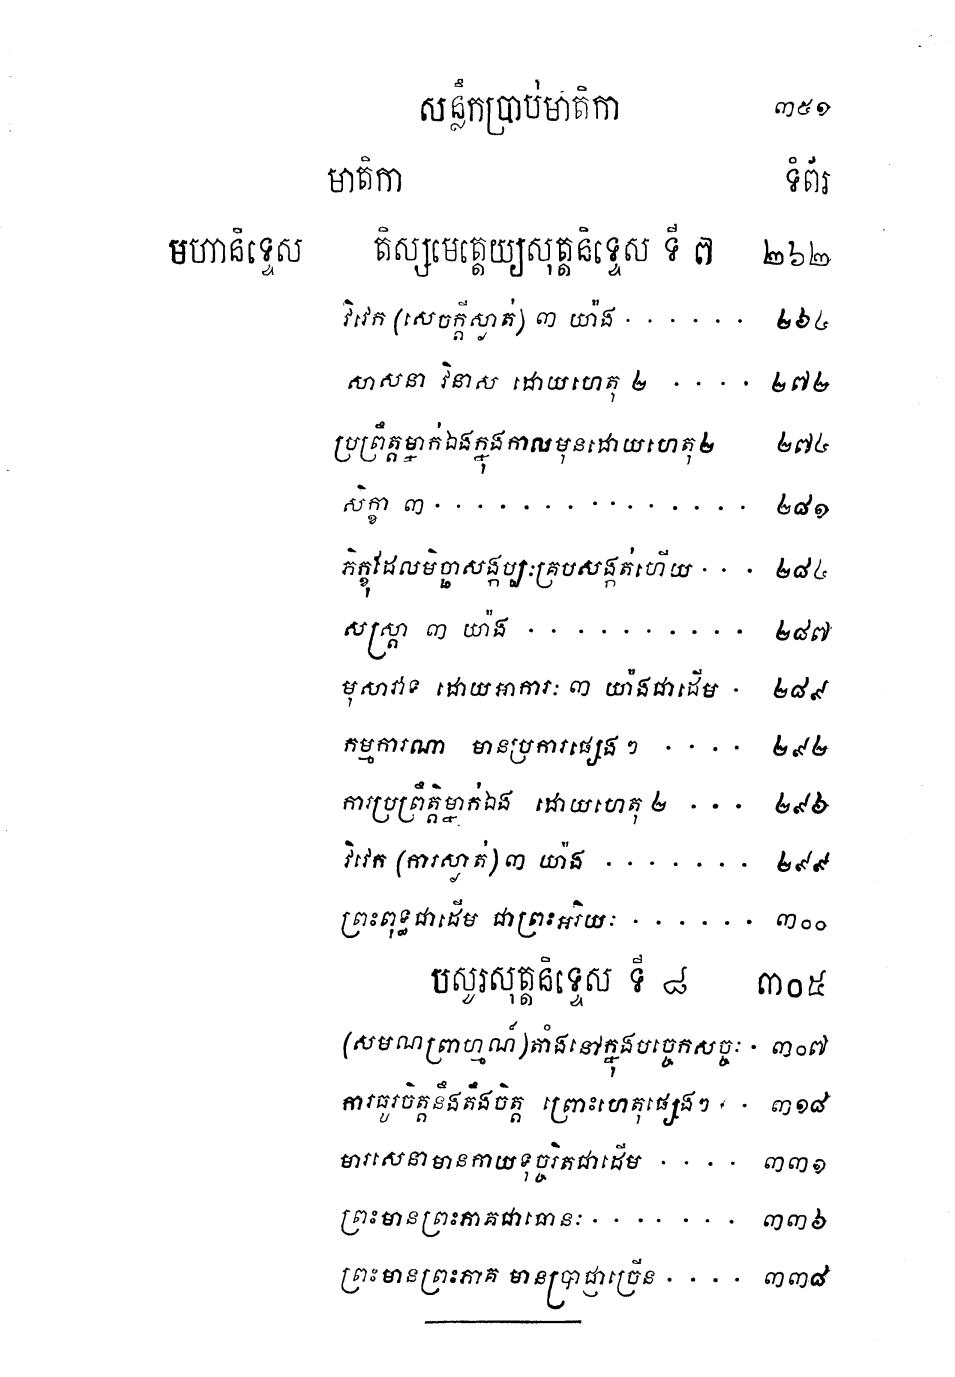 សន្លឹកប្រាប់មាតិកា ៣៥១
មាតិកា ទំព័រ
មហានិទ្ទេស តិស្សមេត្តេយ្យសុត្តនិទ្ទេស ទី ៧ ២៦២
វិវេក (សេចក្តីស្ងាត់) ៣ យ៉ាង · · · · · · ២៦៤
សាសនា វិនាស ដោយហេតុ ២ · · · · ២៧២
ប្រព្រឹត្តម្នាក់ឯងក្នុងកាលមុនដោយហេតុ២ ២៧៤
សិក្ខា ៣ · · · · · · · · · · · · · · · ២៨១
ភិក្ខុដែលមិច្ឆាសង្កប្បៈគ្របសង្កត់ហើយ · · · ២៨៤
សស្ត្រា ៣ យ៉ាង · · · · · · · · · · ២៨៧
មុសាវាទ ដោយអាការៈ ៣ យ៉ាងជាដើម · ២៨៩
កម្មការណា មានប្រការផ្សេងៗ · · · · ២៩២
ការប្រព្រឹត្តិម្នាក់ឯង ដោយហេតុ ២ · · · ២៩៦
វិវេក (ការស្ងាត់) ៣ យ៉ាង · · · · · · · ២៩៩
ព្រះពុទ្ធជាដើម ជាព្រះអរិយៈ · · · · · · ៣០០
បសូរសុត្តនិទ្ទេស ទី ៨ ៣០៥
(សមណព្រាហ្មណ៍)តាំងនៅក្នុងបច្ចេកសច្ចៈ · ៣០៧
ការធូរចិត្តនឹងតឹងចិត្ត ព្រោះហេតុផ្សេងៗ · · ៣១៨
មារសេនាមានកាយទុច្ចរិតជាដើម · · · · ៣៣១
ព្រះមានព្រះភាគជាធោនៈ · · · · · · · ៣៣៦
ព្រះមានព្រះភាគ មានប្រាជ្ញាច្រើន · · · · ៣៣៨